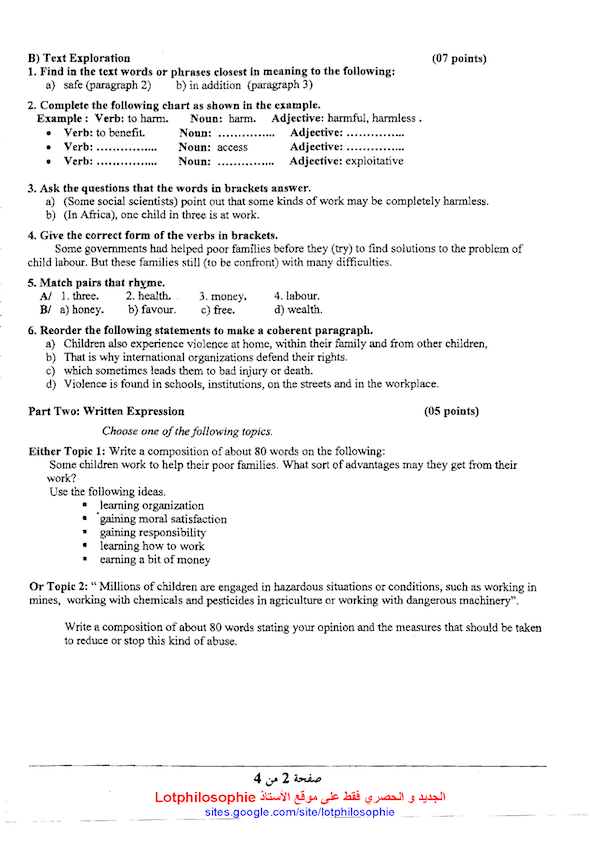 B) Text Exploration (07 points)
1. Find in the text words or phrases closest in meaning to the following:
a) safe (paragraph 2) b) in addition (paragraph 3)
2. Complete the following chart as shown in the example.
Example : Verb: to harm. Noun: harm. Adjective: harmful, harmless .
• Verb: to benefit. Noun: ………….. Adjective: …………..
• Verb: ……………. Noun: access Adjective: …………..
• Verb: ……………. Noun: ………….. Adjective: exploitative
3. Ask the questions that the words in brackets answer.
a) (Some social scientists) point out that some kinds of work may be completely harmless.
b) (In Africa), one child in three is at work.
4. Give the correct form of the verbs in brackets.
Some governments had helped poor families before they (try) to find solutions to the problem of
child labour. But these families still (to be confront) with many difficulties.
5. Match pairs that rhyme.
A/ 1. three. 2. health. 3. money. 4. labour.
B/ a) honey. b) favour. c) free. d) wealth.
6. Reorder the following statements to make a coherent paragraph.
a) Children also experience violence at home, within their family and from other children,
b) That is why international organizations defend their rights.
c) which sometimes leads them to bad injury or death.
d) Violence is found in schools, institutions, on the streets and in the workplace.
Part Two: Written Expression (05 points)
Choose one of the following topics.
Either Topic 1: Write a composition of about 80 words on the following:
Some children work to help their poor families. What sort of advantages may they get from their
work?
Use the following ideas.
▪ learning organization
▪ gaining moral satisfaction
▪ gaining responsibility
▪ learning how to work
▪ earning a bit of money
Or Topic 2: “ Millions of children are engaged in hazardous situations or conditions, such as working in
mines, working with chemicals and pesticides in agriculture or working with dangerous machinery”.
Write a composition of about 80 words stating your opinion and the measures that should be taken
to reduce or stop this kind of abuse.
صفحة 2 من 4
الجديد و الحصري فقط على موقع الأستاذ Lotphilosophie
sites.google.com/site/lotphilosophie